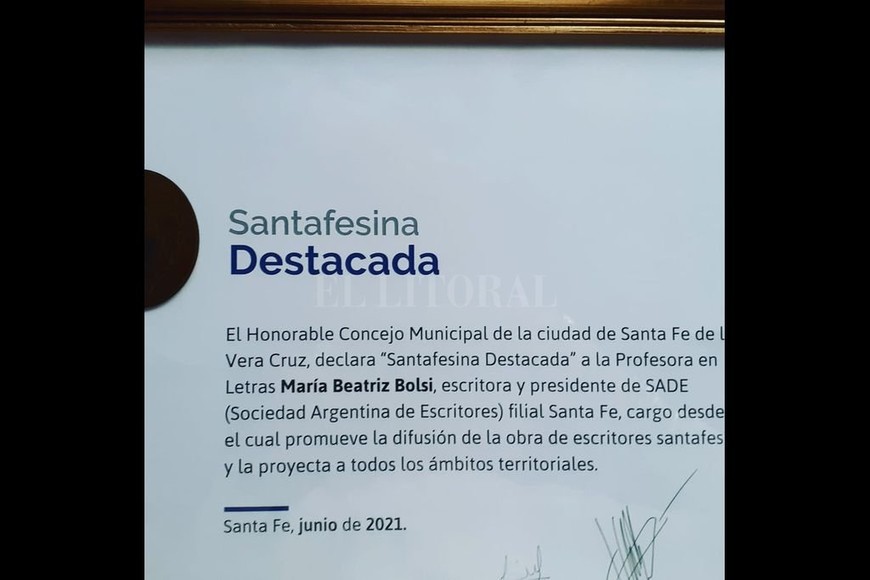 Santafesina
Destacada
EL LITORAL
El Honorable Concejo Municipal de la ciudad de Santa Fe de l
Vera Cruz, declara “Santafesina Destacada” a la Profesora en
Letras María Beatriz Bolsi, escritora y presidente de SADE
(Sociedad Argentina de Escritores) filial Santa Fe, cargo desde
el cual promueve la difusión de la obra de escritores santafes
y la proyecta a todos los ámbitos territoriales.
Santa Fe, junio de 2021.